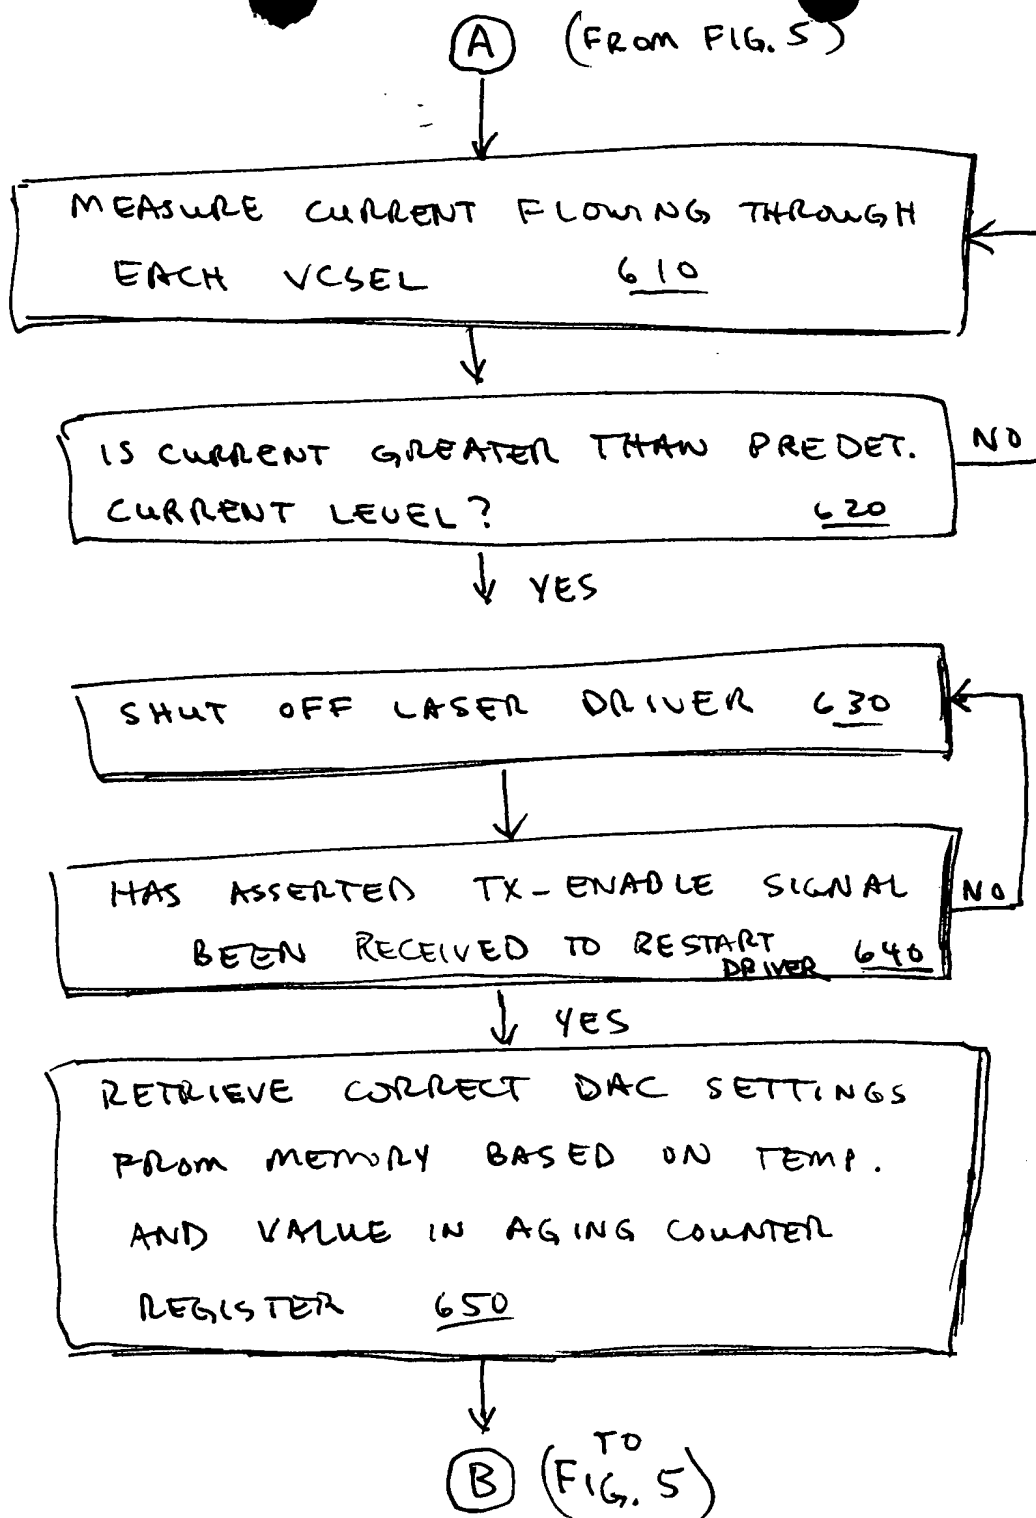 A (FROM FIG. 5)
MEASURE CURRENT FLOWING THROUGH
EACH VCSEL 610
IS CURRENT GREATER THAN PREDET.
CURRENT LEVEL? 620
NO
YES
SHUT OFF LASER DRIVER 630
HAS ASSERTED TX-ENABLE SIGNAL
BEEN RECEIVED TO RESTART
DRIVER 640
NO
YES
RETRIEVE CORRECT DAC SETTINGS
FROM MEMORY BASED ON TEMP.
AND VALUE IN AGING COUNTER
REGISTER 650
B (TO
FIG. 5)